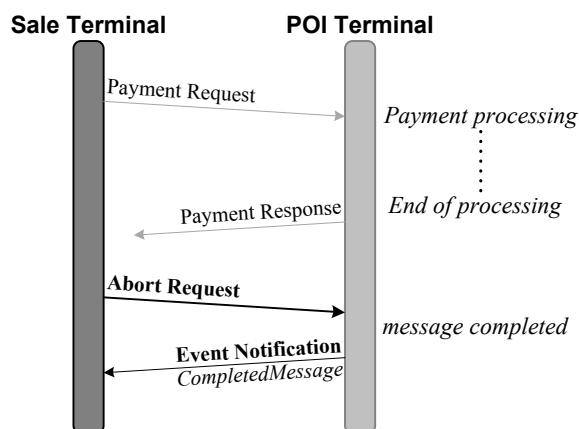 Sale Terminal
POI Terminal
Payment Request
Payment processing
Payment Response
End of processing
Abort Request
message completed
Event Notification
CompletedMessage